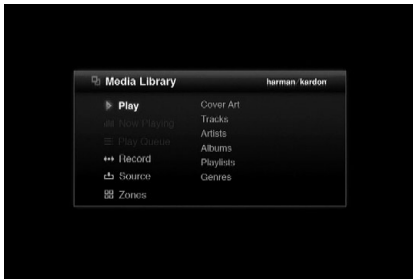 Media Library
harman/kardon
Play
Now Playing
Play Queue
Record
Source
Zones
Cover Art
Tracks
Artists
Albums
Playlists
Genres